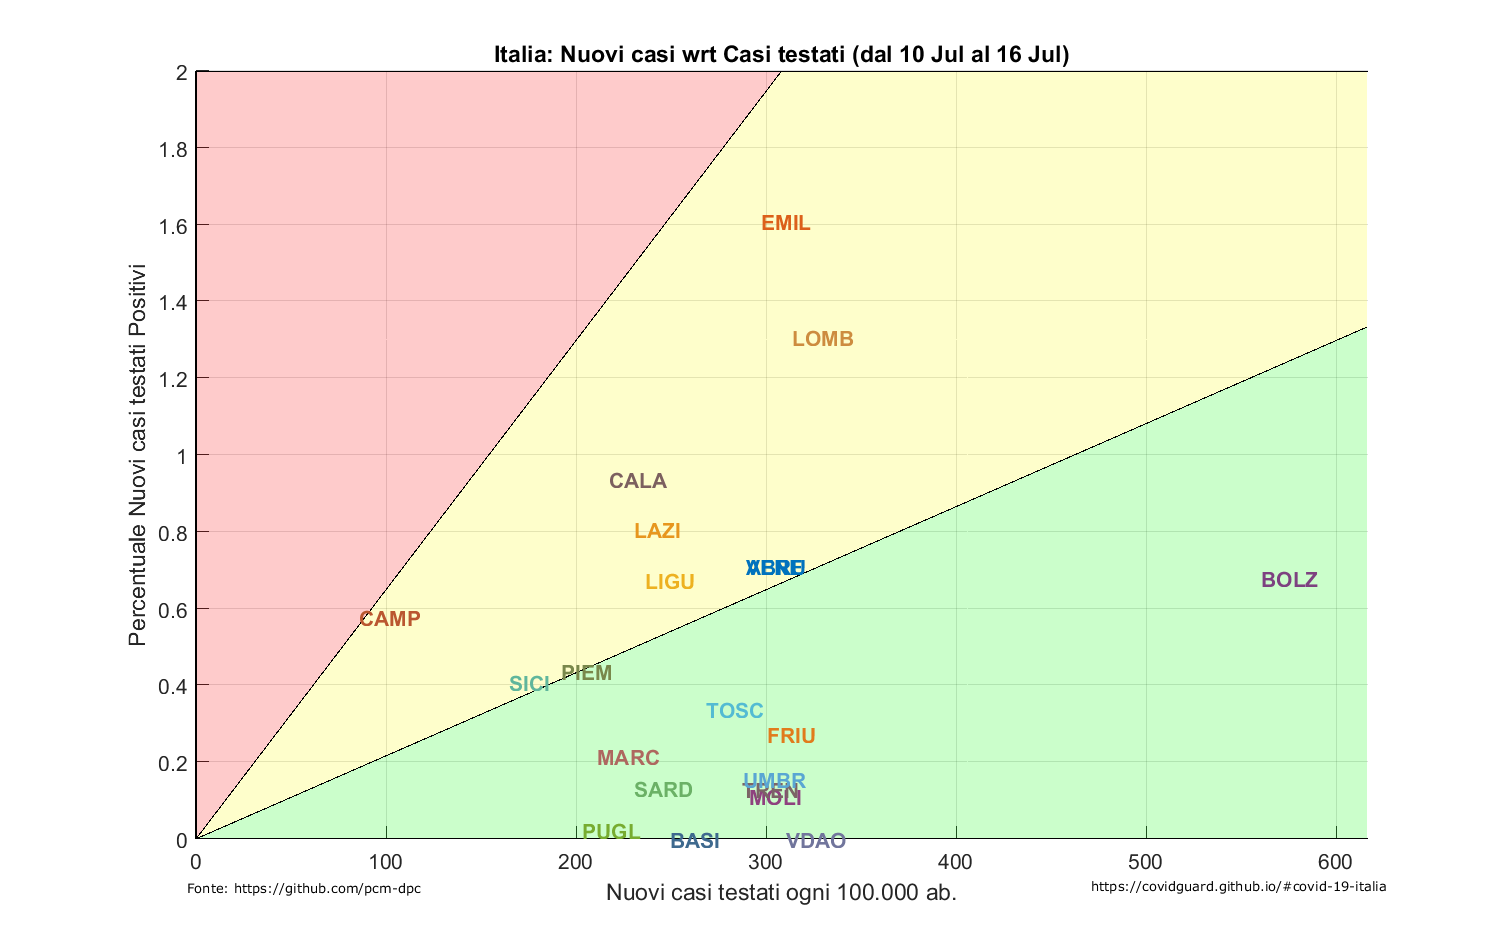 Italia: Nuovi casi wrt Casi testati (dal 10 Jul al 16 Jul)
Percentuale Nuovi casi testati Positivi
2
1.8
1.6
1.4
1.2
1
0.8
0.6
0.4
0.2
0
EMIL
LOMB
CALA
LAZI
ABRU
LIGU
BOLZ
CAMP
PIEM
SICI
TOSC
FRIU
MARC
UMBR
SARD
TREN
MOLI
PUGL
BASI
VDAO
0 100 200 300 400 500 600
Nuovi casi testati ogni 100.000 ab.
Fonte: https://github.com/pcm-dpc
https://covidguard.github.io/#covid-19-italia